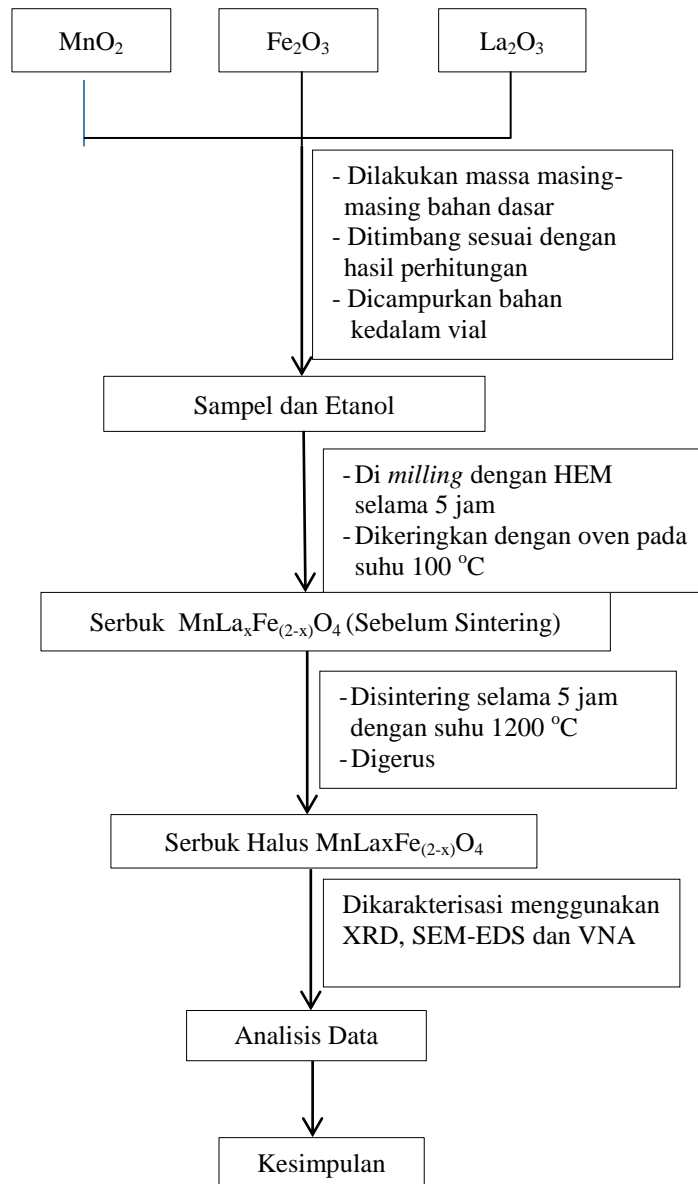 MnO₂
Fe₂O₃
La₂O₃
- Dilakukan massa masing-
masing bahan dasar
- Ditimbang sesuai dengan
hasil perhitungan
- Dicampurkan bahan
kedalam vial
Sampel dan Etanol
- Di milling dengan HEM
selama 5 jam
- Dikeringkan dengan oven pada
suhu 100 °C
Serbuk MnLaₓFe₍₂₋ₓ₎O₄ (Sebelum Sintering)
- Disintering selama 5 jam
dengan suhu 1200 °C
- Digerus
Serbuk Halus MnLaxFe₍₂₋ₓ₎O₄
Dikarakterisasi menggunakan
XRD, SEM-EDS dan VNA
Analisis Data
Kesimpulan